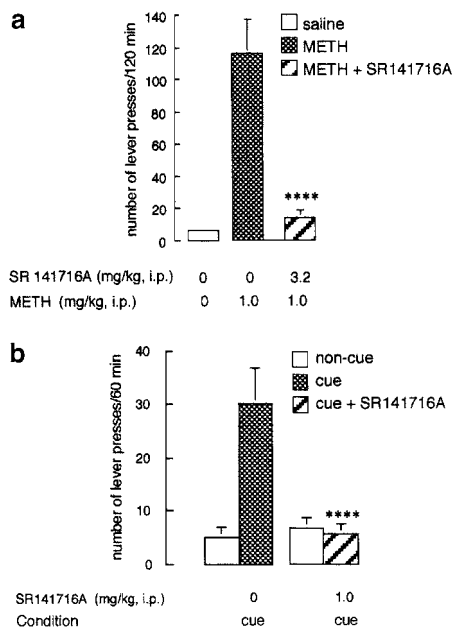 a
number of lever presses/120 min
140
120
100
80
60
40
20
0
saline
METH
METH + SR141716A
****
SR 141716A (mg/kg, i.p.) 0 0 3.2
METH (mg/kg, i.p.) 0 1.0 1.0
b
number of lever presses/60 min
40
30
20
10
0
non-cue
cue
cue + SR141716A
****
SR141716A (mg/kg, i.p.) 0 1.0
Condition cue cue